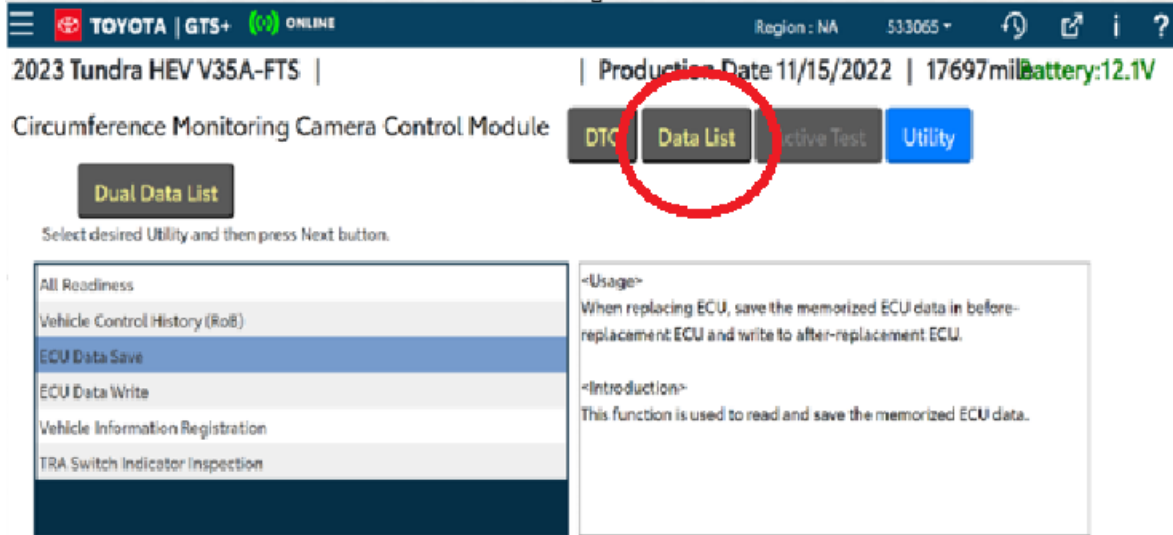 TOYOTA | GTS+ ONLINE Region : NA 533065
2023 Tundra HEV V35A-FTS | | Production Date 11/15/2022 | 17697 Battery:12.1V
Circumference Monitoring Camera Control Module DTC Data List Active Test Utility
Dual Data List
Select desired Utility and then press Next button.
All Readiness
Vehicle Control History (RoB)
ECU Data Save
ECU Data Write
Vehicle Information Registration
TRA Switch Indicator Inspection
<Usage>
When replacing ECU, save the memorized ECU data in before-
replacement ECU and write to after-replacement ECU.
<Introduction>
This function is used to read and save the memorized ECU data.